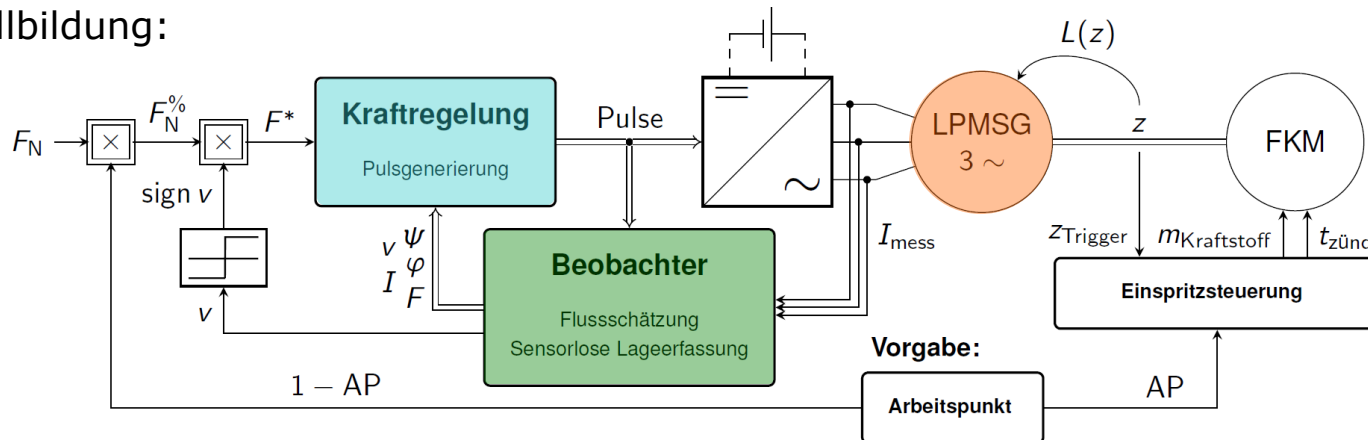 llbildung:
F_N
×
F_N^%
×
F*
sign v
v
Kraftregelung
Pulsgenerierung
Pulse
=
∼
LPMSG
3 ∼
L(z)
z
FKM
v ψ
φ
I
F
Beobachter
Flussschätzung
Sensorlose Lageerfassung
I_mess
z_Trigger
m_Kraftstoff
t_zünd
Einspritzsteuerung
Vorgabe:
Arbeitspunkt
1 − AP
AP